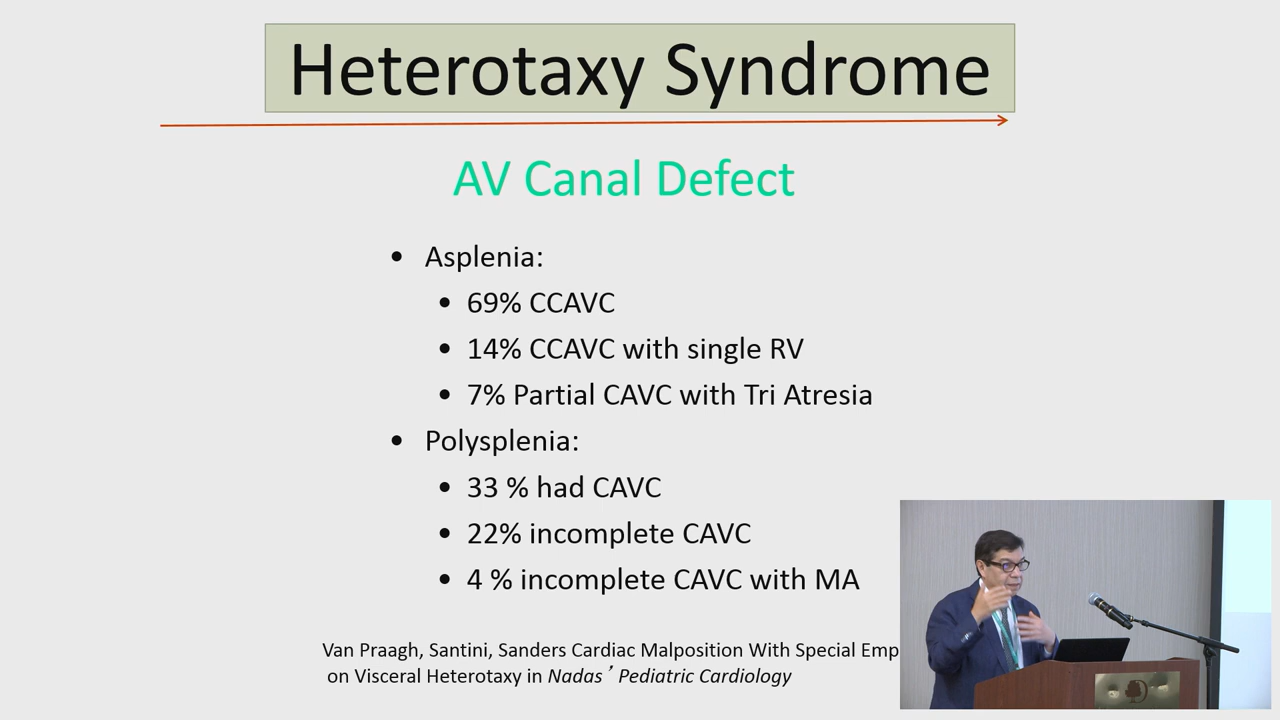 Heterotaxy Syndrome
AV Canal Defect
• Asplenia:
• 69% CCAVC
• 14% CCAVC with single RV
• 7% Partial CAVC with Tri Atresia
• Polysplenia:
• 33 % had CAVC
• 22% incomplete CAVC
• 4 % incomplete CAVC with MA
Van Praagh, Santini, Sanders Cardiac Malposition With Special Emp
on Visceral Heterotaxy in Nadas’ Pediatric Cardiology